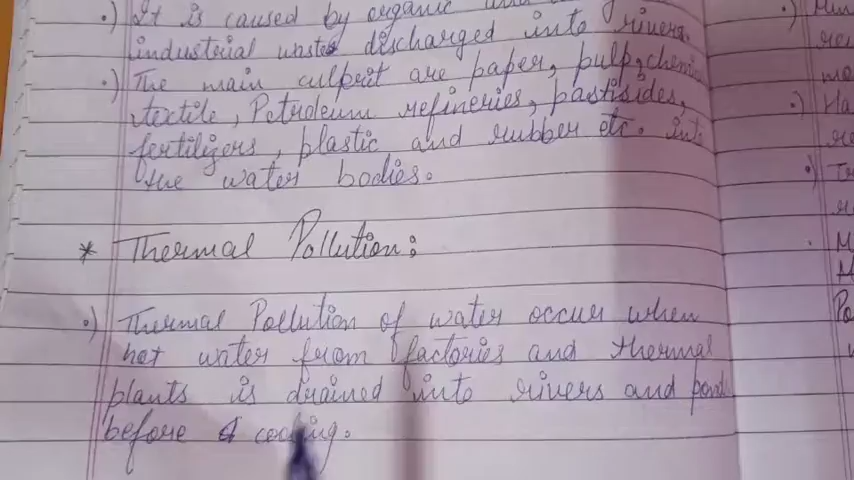 •) It is caused by organic and
industrial waste discharged into rivers.
•) The main culprit are paper, pulp, chemi
textile, Petroleum refineries, pastisides,
fertilizers, plastic and rubber etc. into
the water bodies.
* Thermal Pollution:
•) Thermal Pollution of water occur when
hot water from factories and thermal
plants is drained into rivers and pond
before cooling.